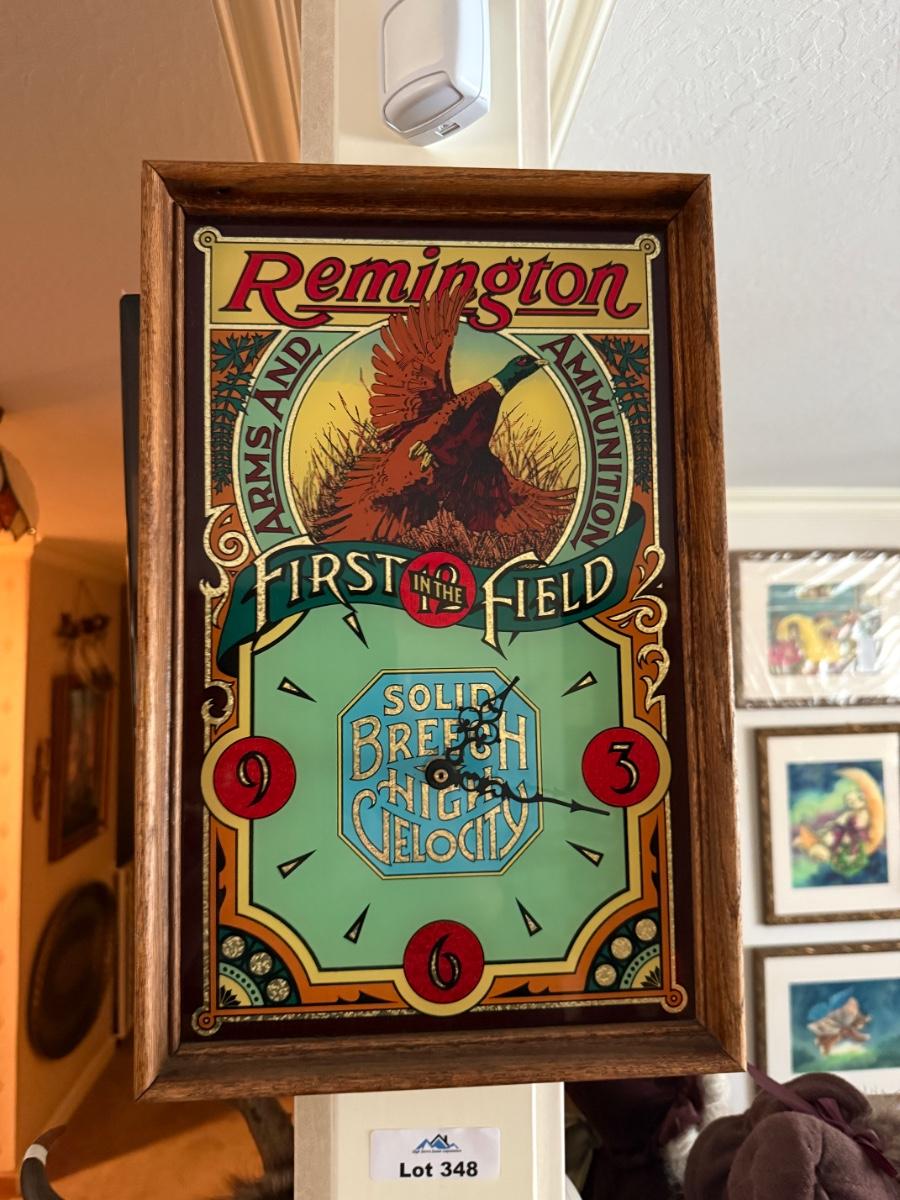 Remington
ARMS AND
AMMUNITION
FIRST IN THE FIELD
12
SOLID
BREECH
HIGH
VELOCITY
9
3
6
Lot 348